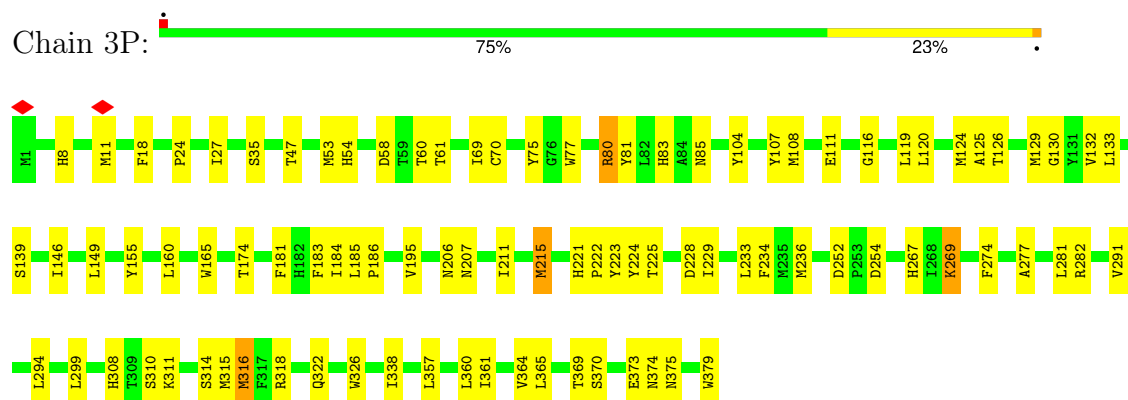 Chain 3P:
75% 23%
M1 H8 M11 F18 P24 I27 S35 T47 M53 H54 D58 T59 T60 T61 I69 C70 Y75 G76 W77 R80 Y81 L82 H83 A84 N85 Y104 Y107 M108 E111 G116 L119 L120 M124 A125 T126 M129 G130 Y131 V132 L133
S139 I146 L149 Y155 L160 W165 T174 F181 H182 F183 I184 L185 P186 V195 N206 N207 I211 M215 H221 P222 Y223 Y224 T225 D228 I229 L233 F234 M235 M236 D252 P253 D254 H267 I268 K269 F274 A277 L281 R282 V291
L294 L299 H308 T309 S310 K311 S314 M315 M316 F317 R318 Q322 W326 I338 L357 L360 I361 V364 L365 T369 S370 E373 N374 N375 W379